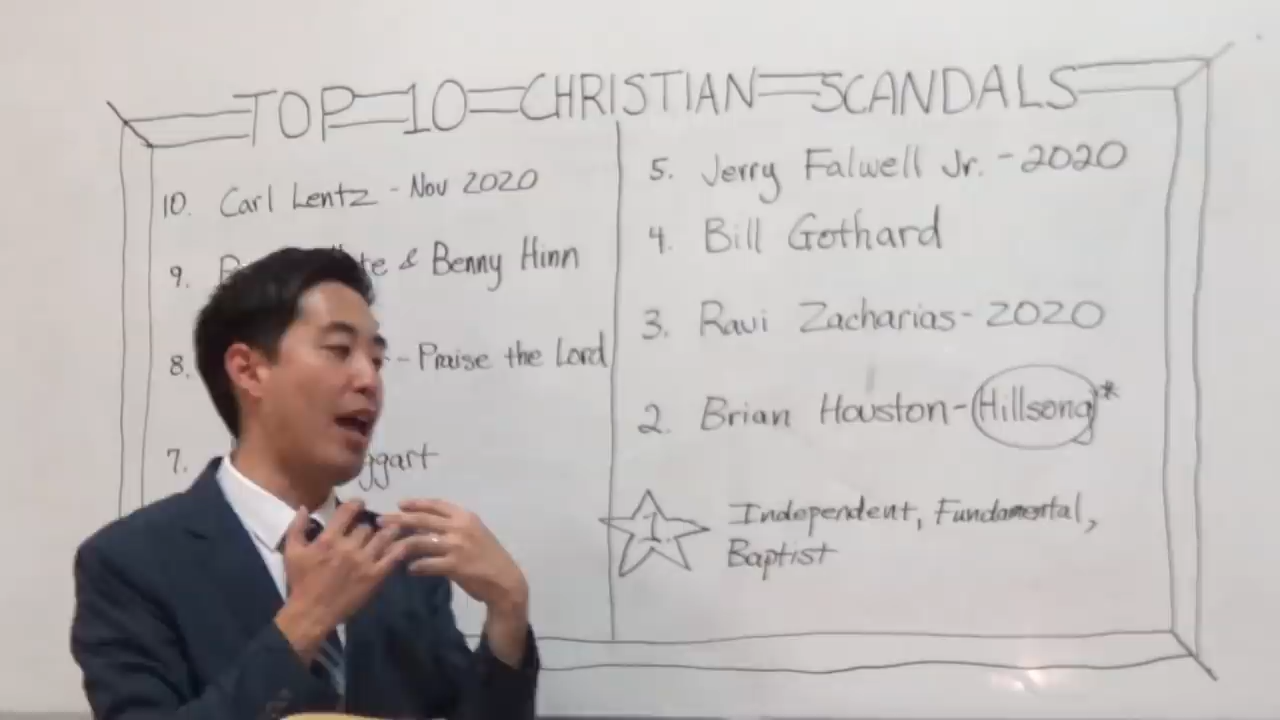 TOP 10 CHRISTIAN SCANDALS
10. Carl Lentz - Nov 2020
9. & Benny Hinn
8. - Praise the Lord
7.
5. Jerry Falwell Jr. - 2020
4. Bill Gothard
3. Ravi Zacharias - 2020
2. Brian Houston - Hillsong*
1. Independent, Fundamental,
Baptist